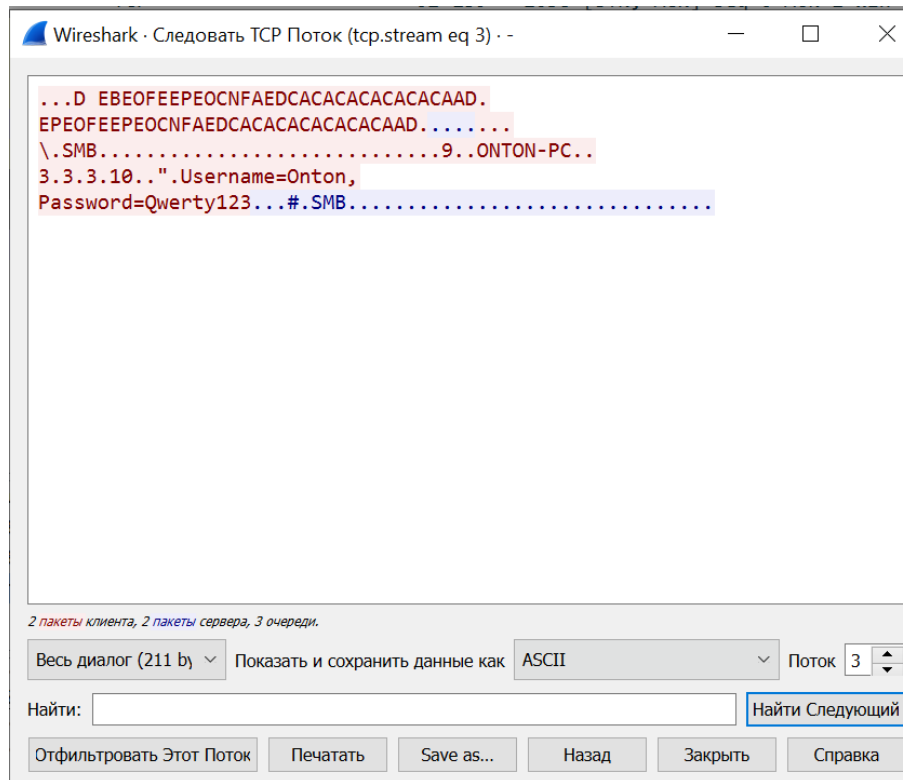 Wireshark · Следовать TCP Поток (tcp.stream eq 3) · -
...D EBEOFEEPEOCNFAEDCACACACACACACAAD.
EPEOFEEPEOCNFAEDCACACACACACACAAD........
\.SMB.............................9..ONTON-PC..
3.3.3.10..".Username=Onton,
Password=Qwerty123...#.SMB...............................
2 пакеты клиента, 2 пакеты сервера, 3 очереди.
Весь диалог (211 by Показать и сохранить данные как ASCII Поток 3
Найти: Найти Следующий
Отфильтровать Этот Поток Печатать Save as... Назад Закрыть Справка